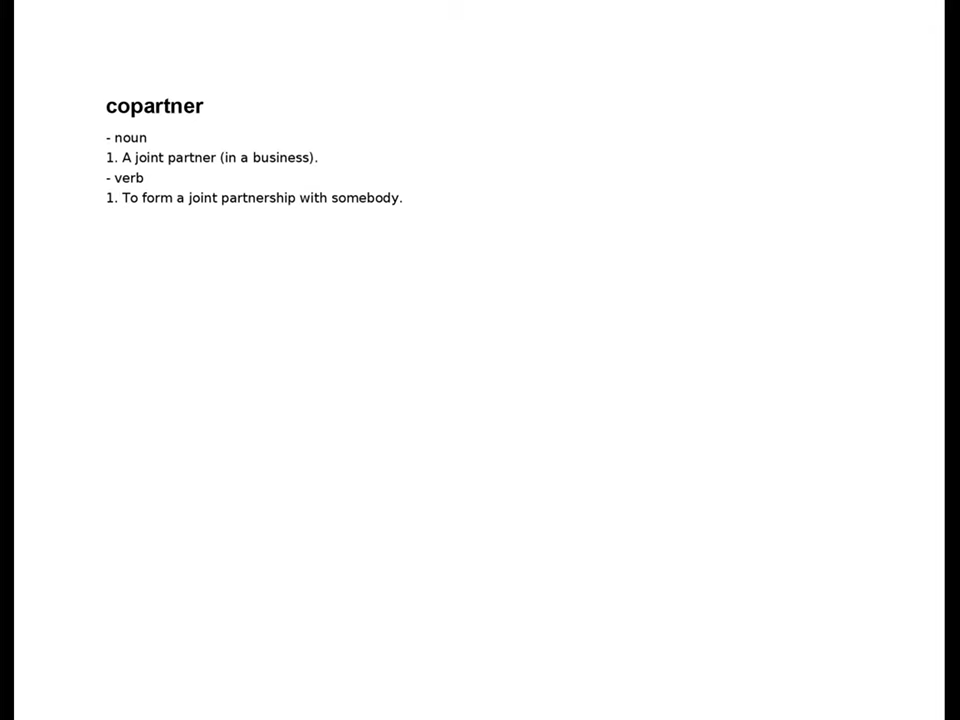 copartner
- noun
1. A joint partner (in a business).
- verb
1. To form a joint partnership with somebody.